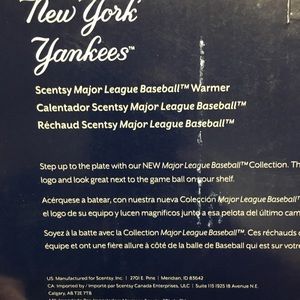 New York
Yankees™
Scentsy Major League Baseball™ Warmer
Calentador Scentsy Major League Baseball™
Réchaud Scentsy Major League Baseball™
Step up to the plate with our NEW Major League Baseball™ Collection. Th
logo and look great next to the game ball on your shelf.
Acérquese a batear, con nuestra nueva Colección Major League Baseball™
el logo de su equipo y lucen magníficos junto a esa pelota del último cam
Soyez à la batte avec la Collection Major League Baseball™. Ces réchauds
équipe et ont une fière allure à côté de la balle de Baseball qui est sur votre
US: Manufactured for Scentsy, Inc. | 2701 E. Pine | Meridian, ID 83642
CA: Imported by / Importé par Scentsy Canada Enterprises, ULC | Suite 115 1925 18 Avenue N.E.
Calgary, AB T2E 7T8